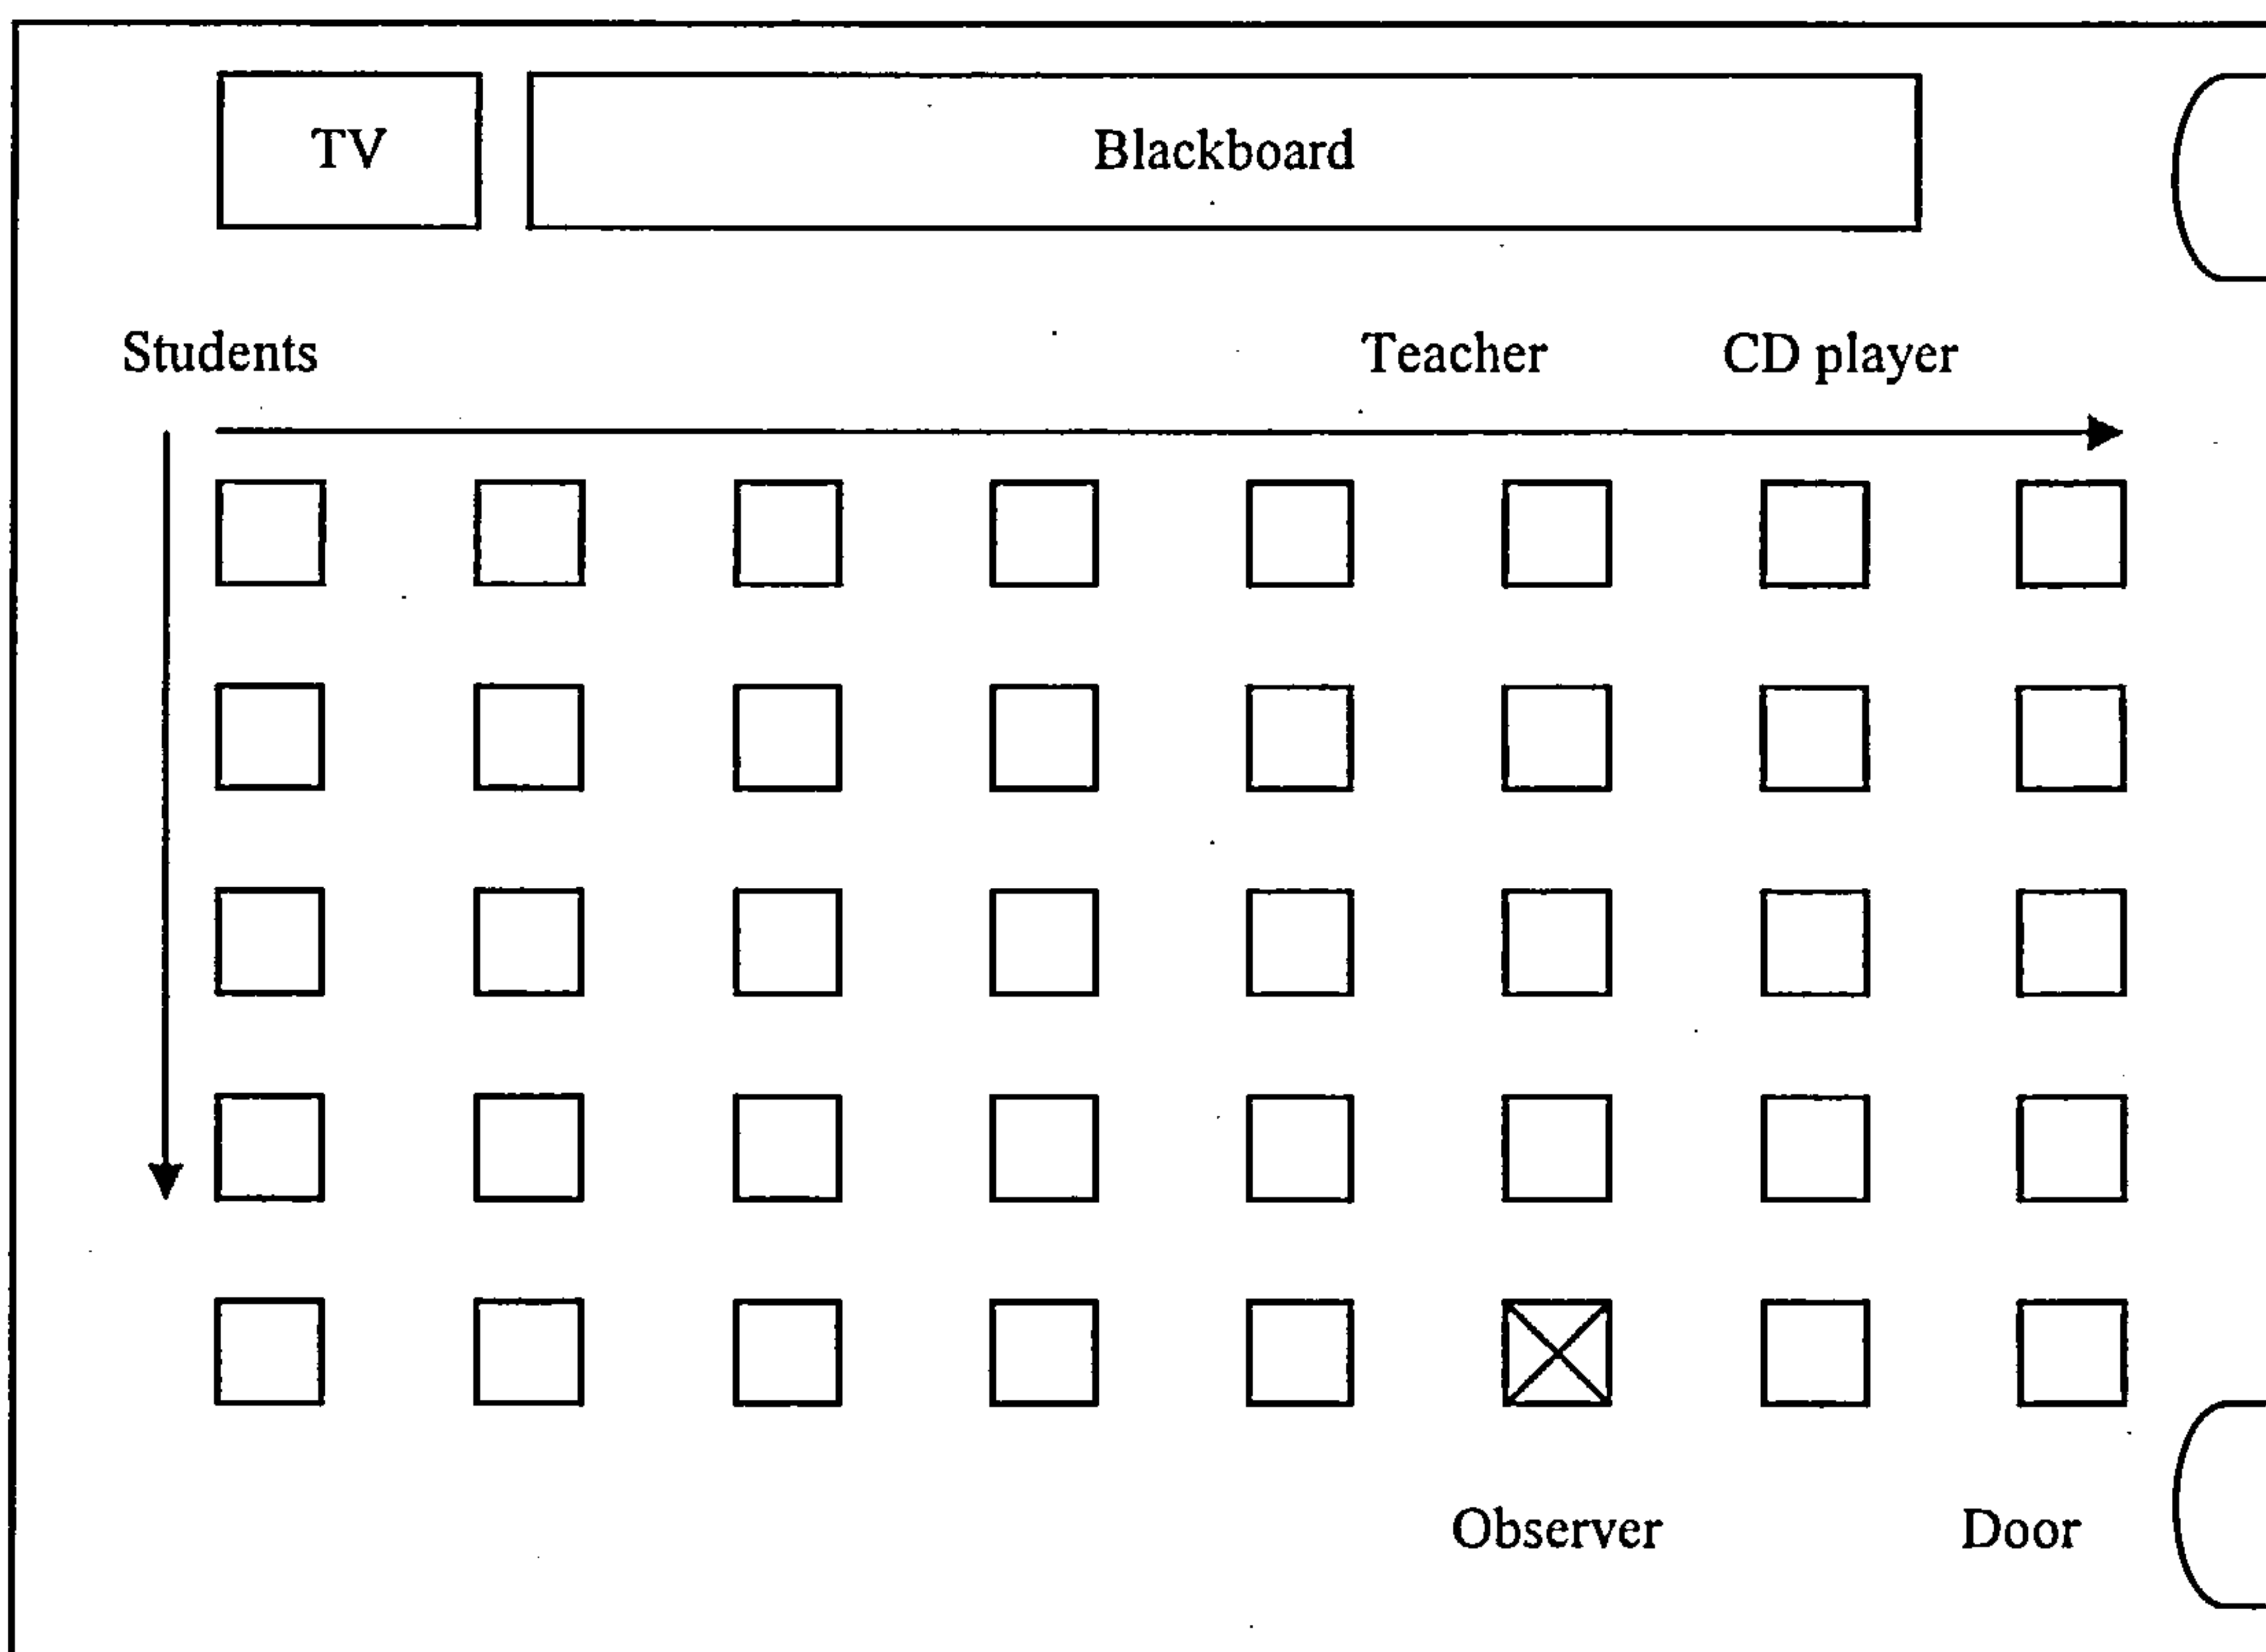 TV
Blackboard
Students
Teacher
CD player
Observer
Door